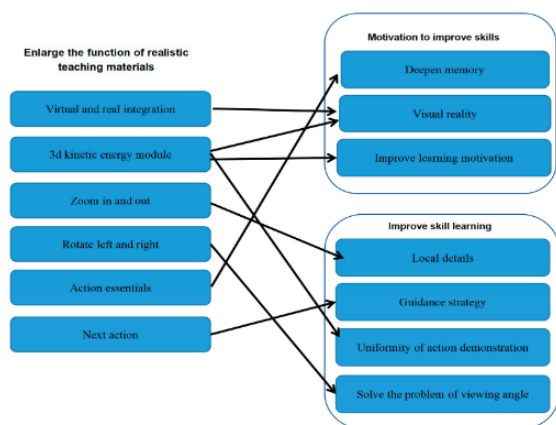 Enlarge the function of realistic
teaching materials
Virtual and real integration
3d kinetic energy module
Zoom in and out
Rotate left and right
Action essentials
Next action
Motivation to improve skills
Deepen memory
Visual reality
Improve learning motivation
Improve skill learning
Local details
Guidance strategy
Uniformity of action demonstration
Solve the problem of viewing angle